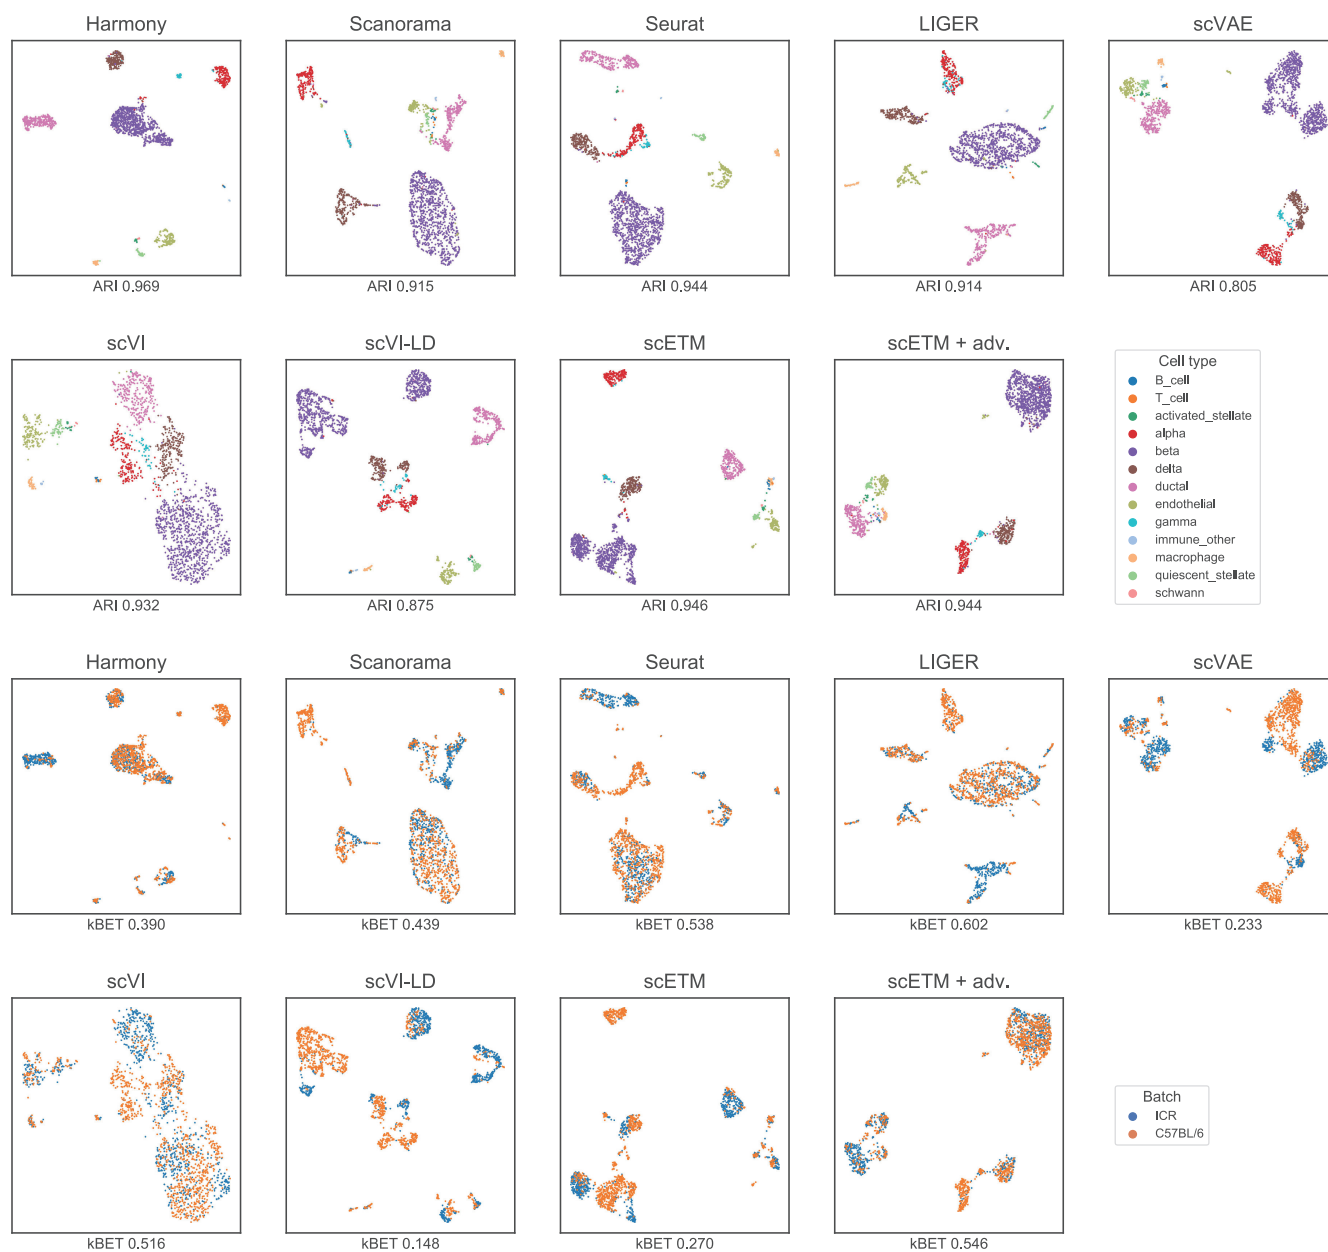 Harmony
Scanorama
Seurat
LIGER
scVAE
ARI 0.969
ARI 0.915
ARI 0.944
ARI 0.914
ARI 0.805
scVI
scVI-LD
scETM
scETM + adv.
Cell type
B_cell
T_cell
activated_stellate
alpha
beta
delta
ductal
endothelial
gamma
immune_other
macrophage
quiescent_stellate
schwann
ARI 0.932
ARI 0.875
ARI 0.946
ARI 0.944
Harmony
Scanorama
Seurat
LIGER
scVAE
kBET 0.390
kBET 0.439
kBET 0.538
kBET 0.602
kBET 0.233
scVI
scVI-LD
scETM
scETM + adv.
Batch
ICR
C57BL/6
kBET 0.516
kBET 0.148
kBET 0.270
kBET 0.546